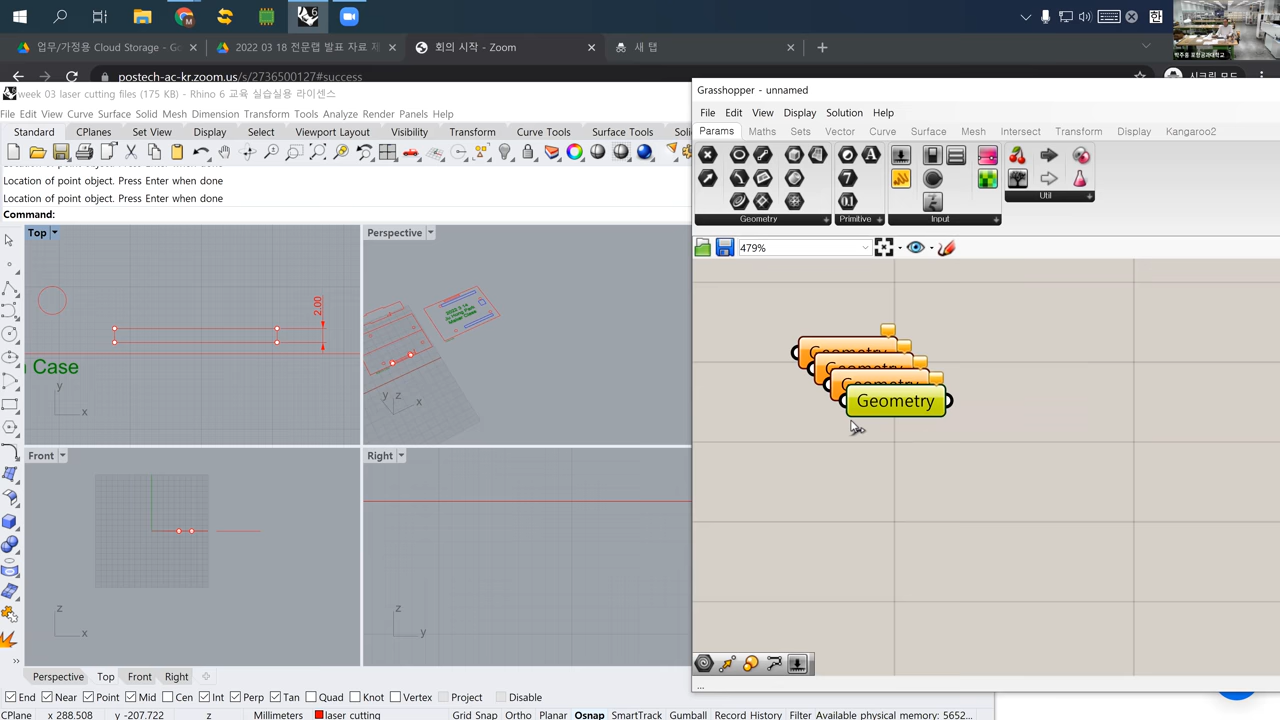 업무/가정용 Cloud Storage - Go
2022 03 18 전문랩 발표 자료 제
회의 시작 - Zoom
새 탭
postech-ac-kr.zoom.us/s/2736500127#success
시크릿 모드
week 03 laser cutting files (175 KB) - Rhino 6 교육 실습실용 라이센스
File Edit View Curve Surface Solid Mesh Dimension Transform Tools Analyze Render Panels Help
Standard CPlanes Set View Display Select Viewport Layout Visibility Transform Curve Tools Surface Tools
Location of point object. Press Enter when done
Location of point object. Press Enter when done
Command:
Top
Perspective
2.00
Case
y
x
y z
x
Front
Right
z
x
z
y
Perspective Top Front Right
End Near Point Mid Cen Int Perp Tan Quad Knot Vertex Project Disable
CPlane x 288.508 y -207.722 z Millimeters laser cutting Grid Snap Ortho Planar Osnap SmartTrack Gumball Record History Filter Available physical memory: 5652...
Grasshopper - unnamed
File Edit View Display Solution Help
Params Maths Sets Vector Curve Surface Mesh Intersect Transform Display Kangaroo2
Geometry Primitive Input Util
479%
Geometry
Geometry
Geometry
Geometry
...